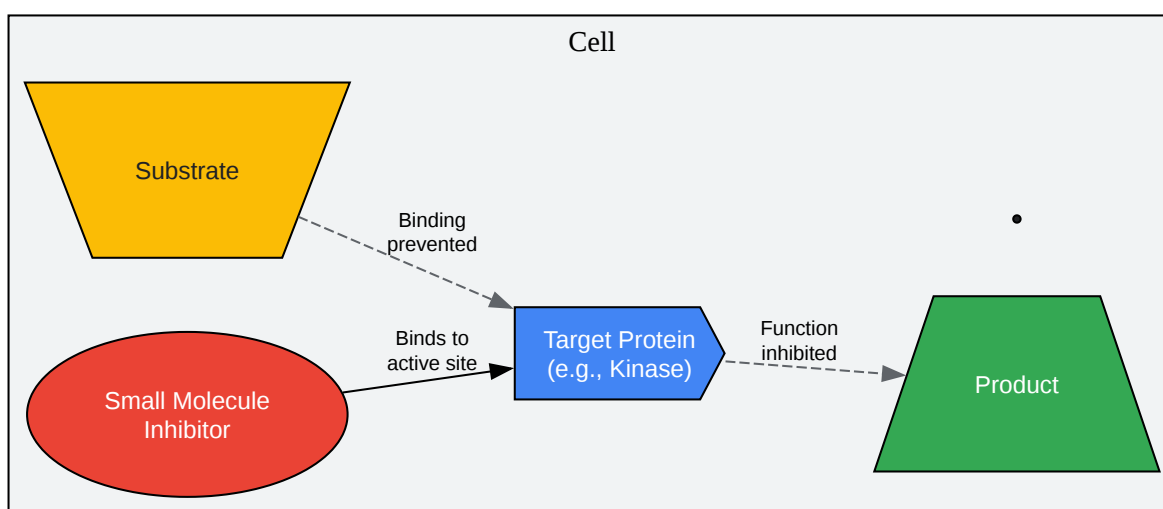 Cell
Substrate
Binding
prevented
Binds to
active site
Target Protein
(e.g., Kinase)
Function
inhibited
Product
Small Molecule
Inhibitor